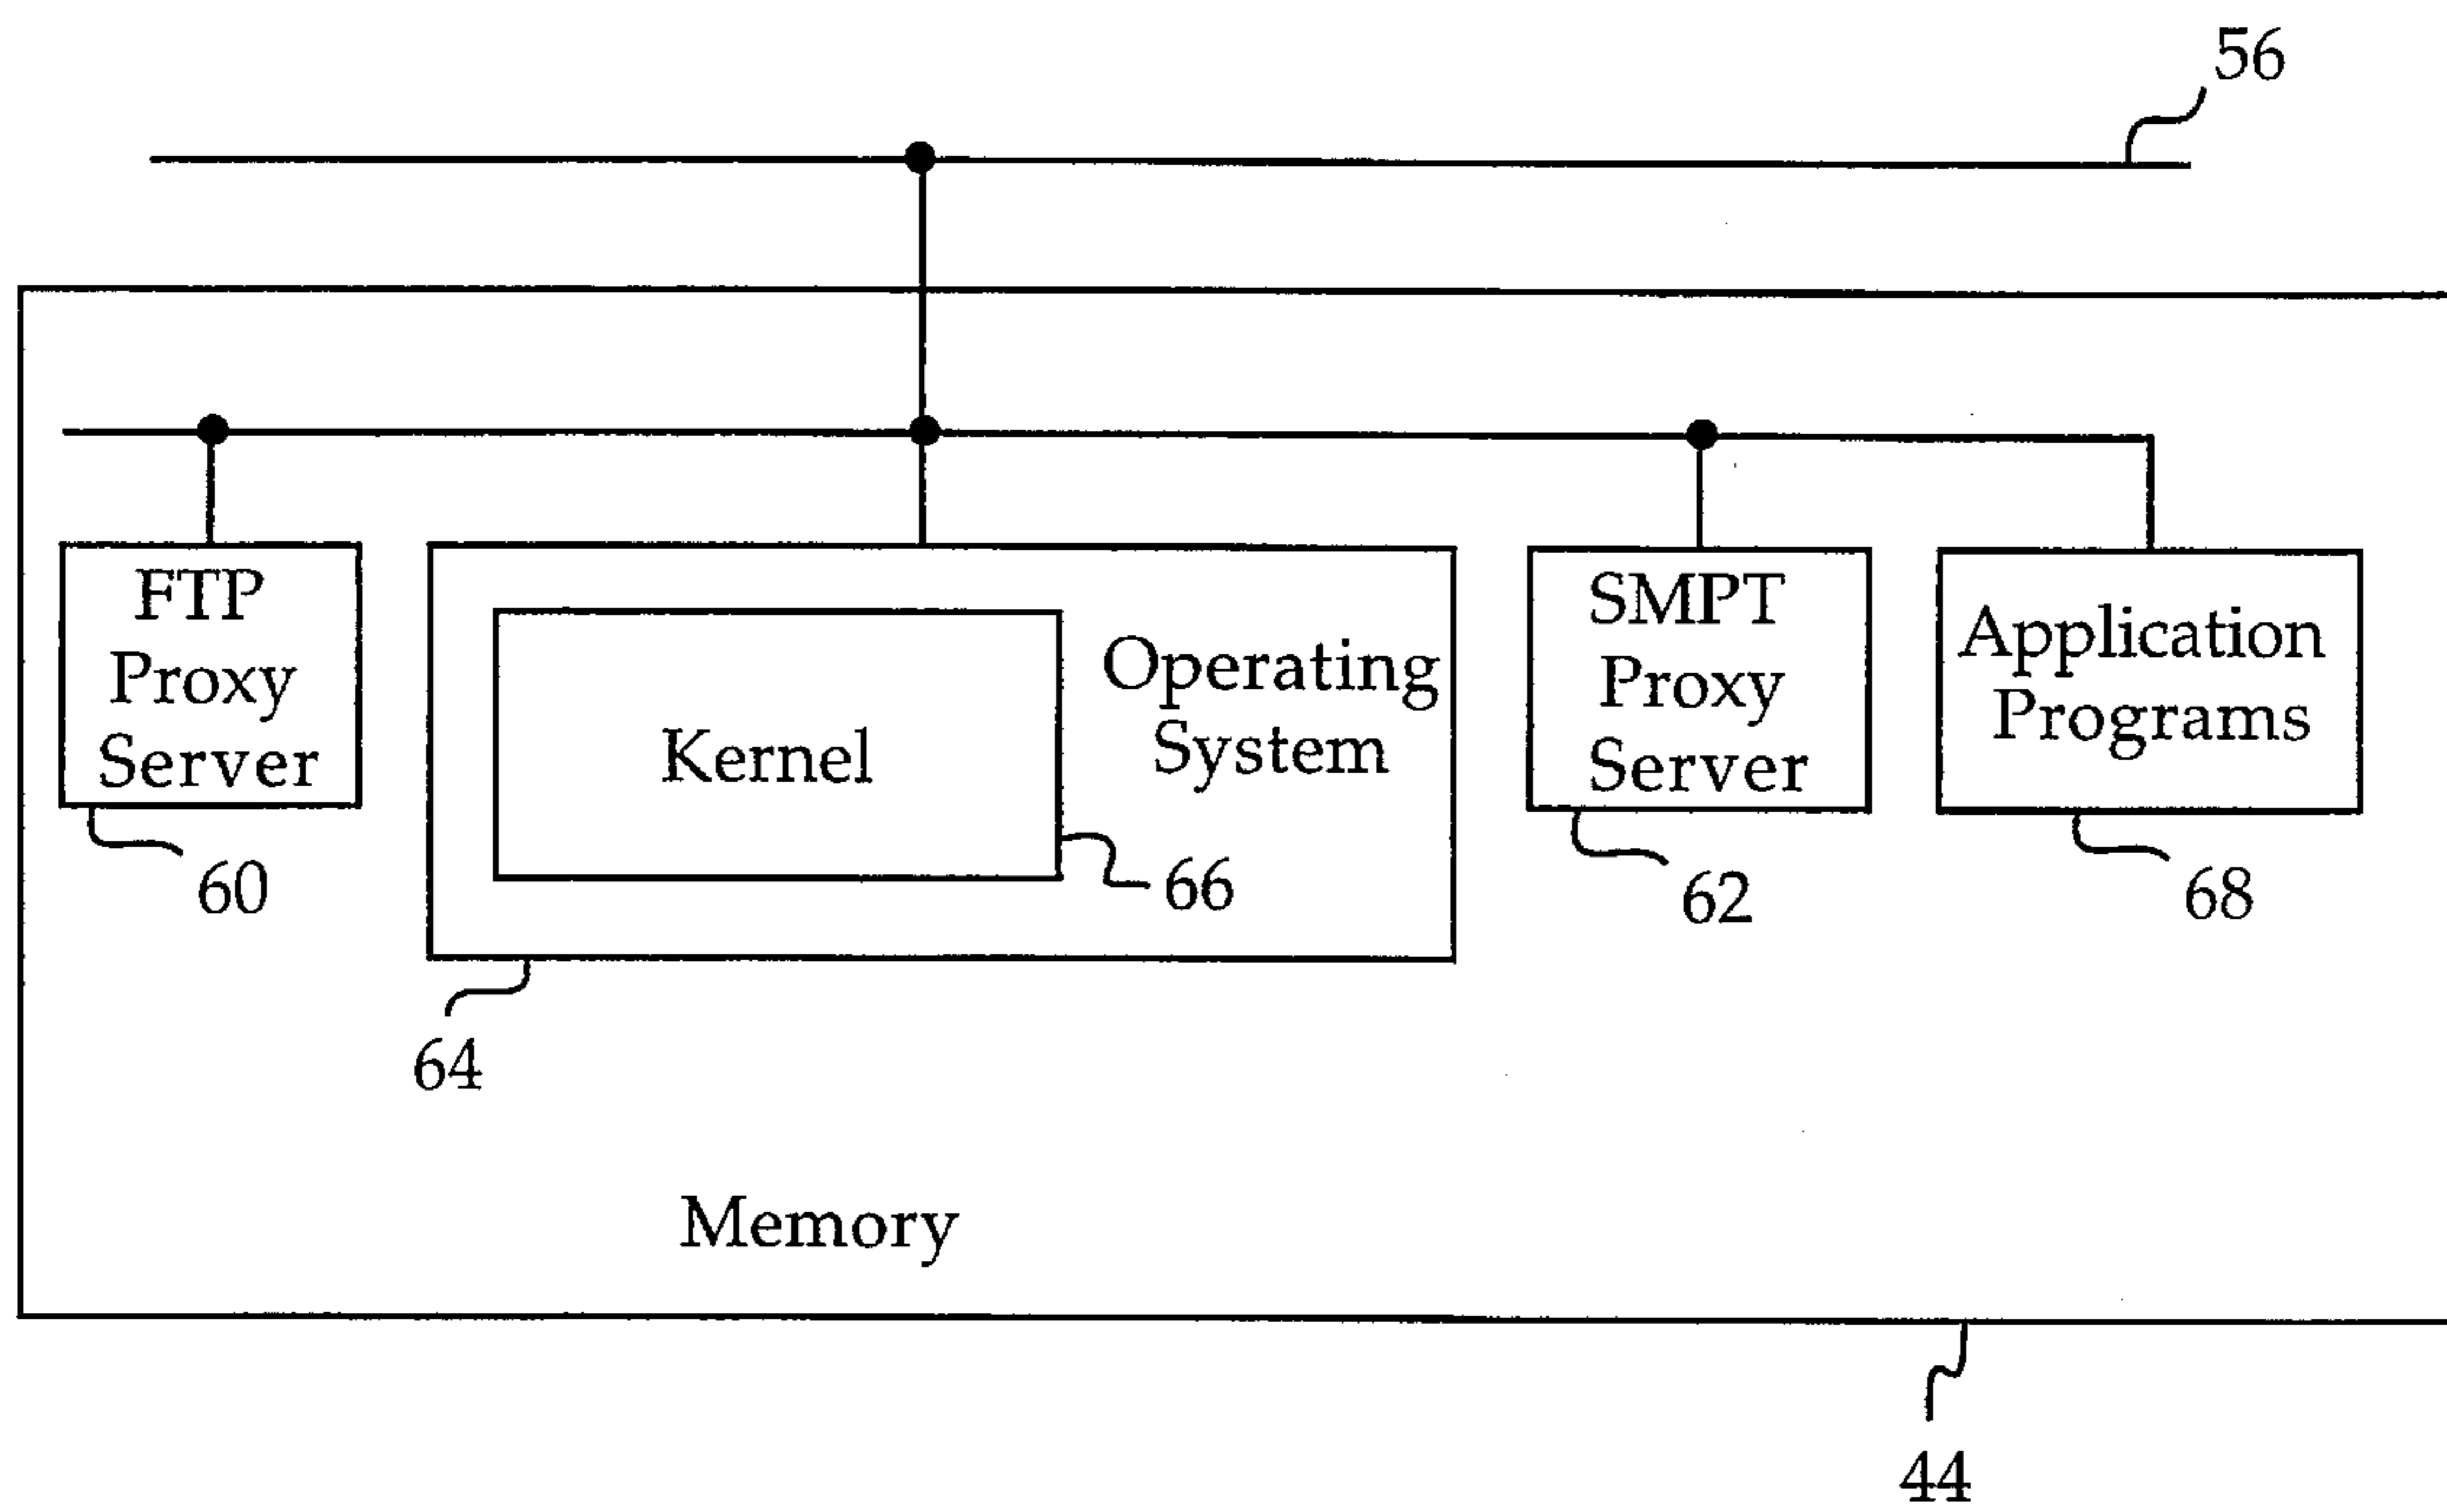 56
FTP
Proxy
Server
60
Kernel
66
Operating
System
64
SMPT
Proxy
Server
62
Application
Programs
68
Memory
44